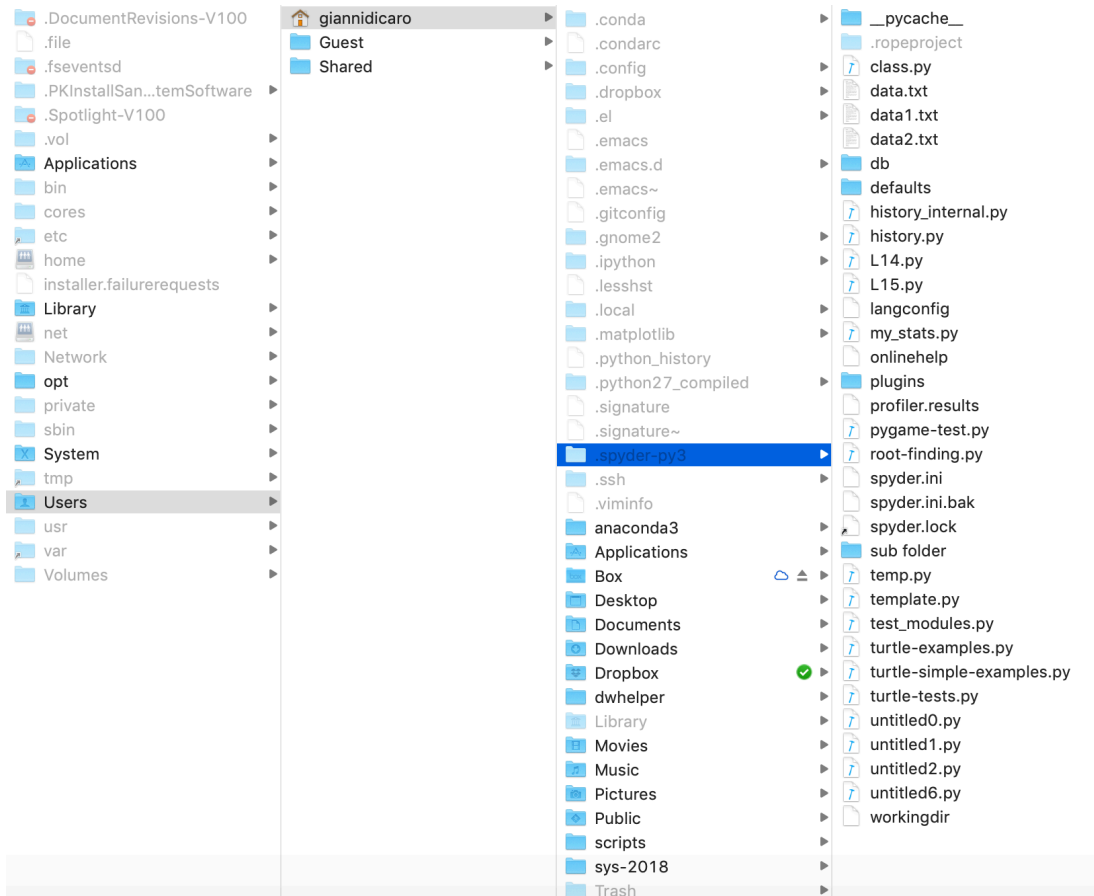 .DocumentRevisions-V100
.file
.fseventsd
.PKInstallSan...temSoftware
.Spotlight-V100
.vol
Applications
bin
cores
etc
home
installer.failurerequests
Library
net
Network
opt
private
sbin
System
tmp
Users
usr
var
Volumes
giannidicaro
Guest
Shared
.conda
.condarc
.config
.dropbox
.el
.emacs
.emacs.d
.emacs~
.gitconfig
.gnome2
.ipython
.lesshst
.local
.matplotlib
.python_history
.python27_compiled
.signature
.signature~
.spyder-py3
.ssh
.viminfo
anaconda3
Applications
Box
Desktop
Documents
Downloads
Dropbox
dwhelper
Library
Movies
Music
Pictures
Public
scripts
sys-2018
Trash
__pycache__
.ropeproject
class.py
data.txt
data1.txt
data2.txt
db
defaults
history_internal.py
history.py
L14.py
L15.py
langconfig
my_stats.py
onlinehelp
plugins
profiler.results
pygame-test.py
root-finding.py
spyder.ini
spyder.ini.bak
spyder.lock
sub folder
temp.py
template.py
test_modules.py
turtle-examples.py
turtle-simple-examples.py
turtle-tests.py
untitled0.py
untitled1.py
untitled2.py
untitled6.py
workingdir